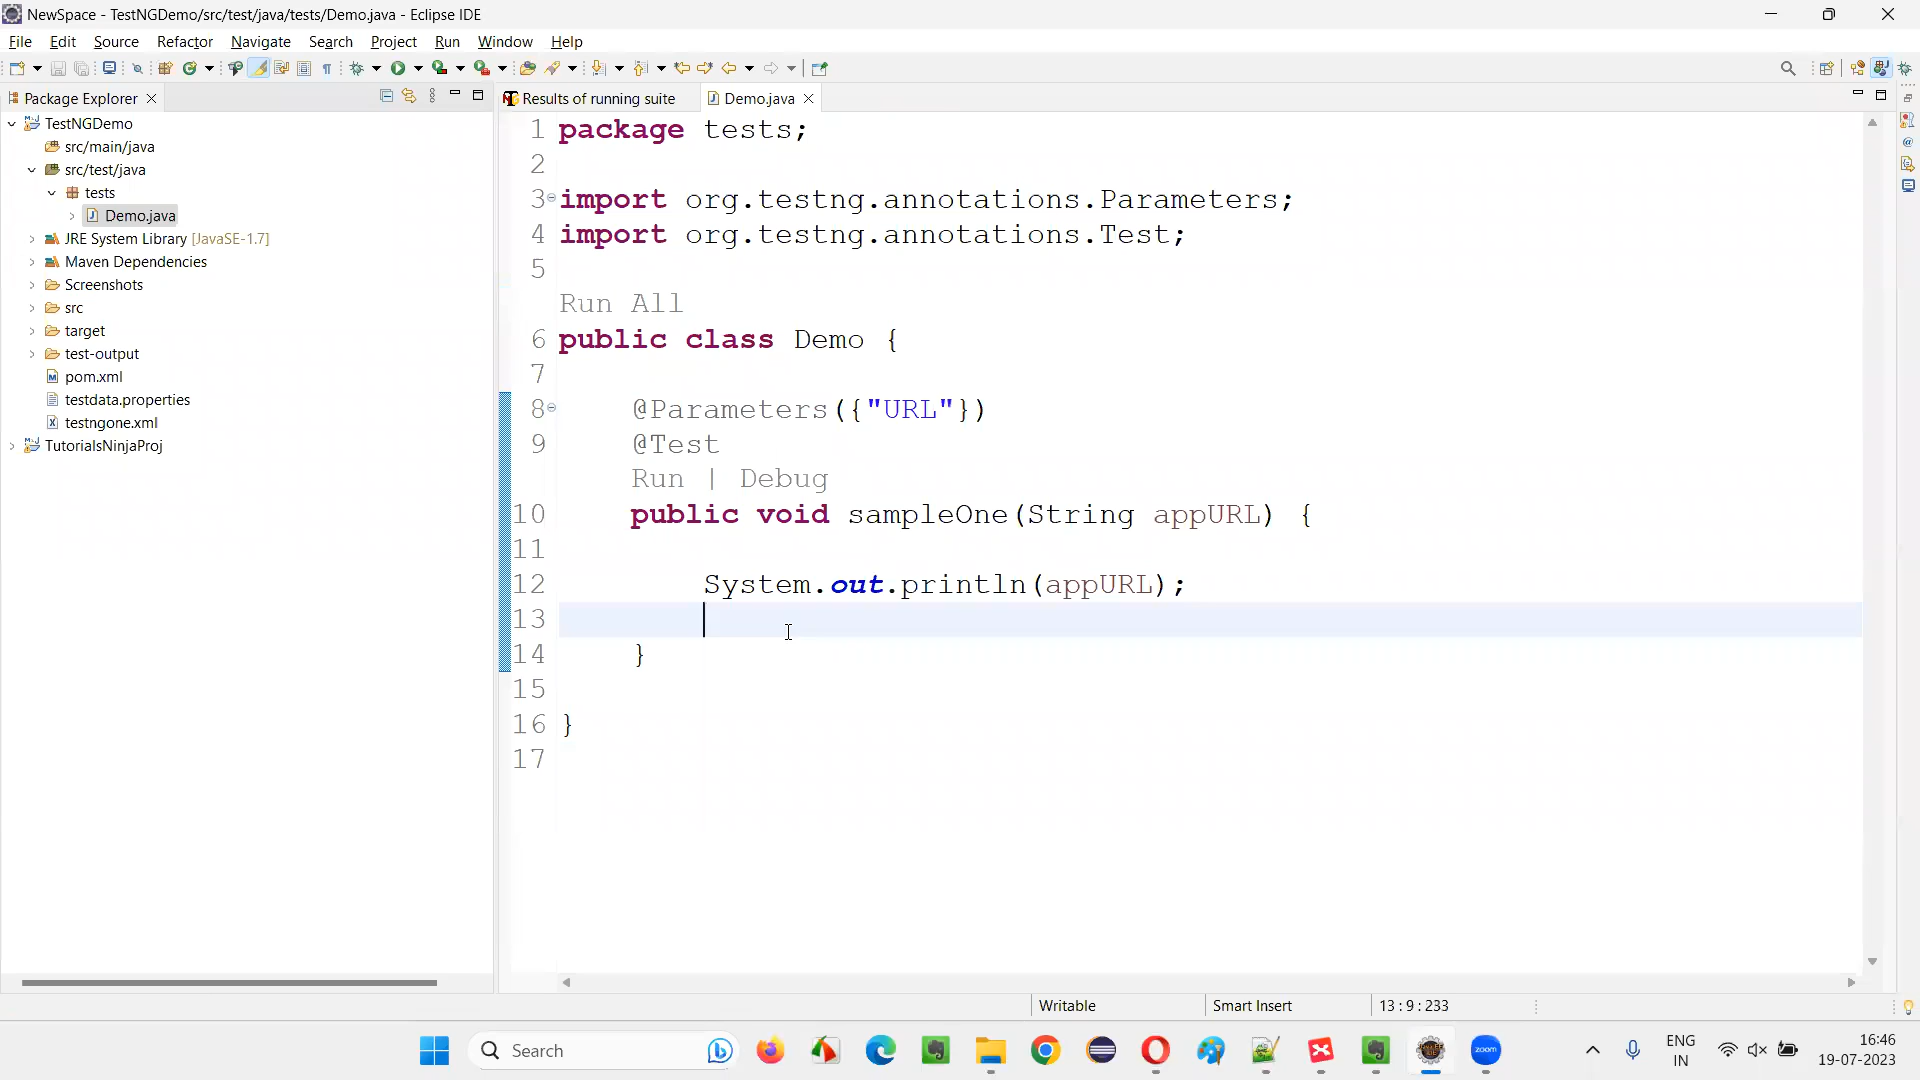 NewSpace - TestNGDemo/src/test/java/tests/Demo.java - Eclipse IDE
File Edit Source Refactor Navigate Search Project Run Window Help
Package Explorer
TestNGDemo
src/main/java
src/test/java
tests
Demo.java
JRE System Library [JavaSE-1.7]
Maven Dependencies
Screenshots
src
target
test-output
pom.xml
testdata.properties
testngone.xml
TutorialsNinjaProj
Results of running suite
Demo.java
1 package tests;
2
3 import org.testng.annotations.Parameters;
4 import org.testng.annotations.Test;
5
Run All
6 public class Demo {
7
8 @Parameters({"URL"})
9 @Test
Run | Debug
10 public void sampleOne(String appURL) {
11
12 System.out.println(appURL);
13
14 }
15
16 }
17
Writable
Smart Insert
13 : 9 : 233
Search
zoom
ENG
IN
16:46
19-07-2023